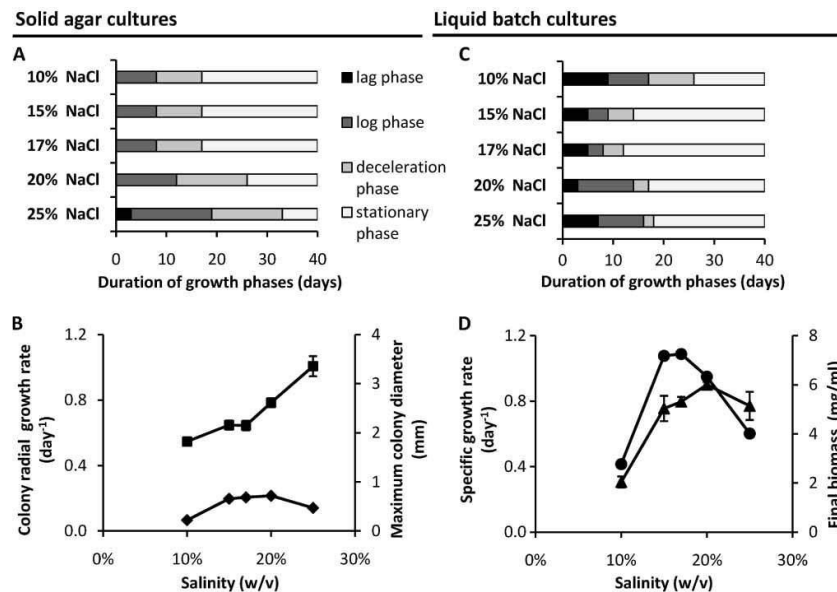 Solid agar cultures
Liquid batch cultures
A
10% NaCl
15% NaCl
17% NaCl
20% NaCl
25% NaCl
0 10 20 30 40
Duration of growth phases (days)
lag phase
log phase
deceleration
phase
stationary
phase
C
10% NaCl
15% NaCl
17% NaCl
20% NaCl
25% NaCl
0 10 20 30 40
Duration of growth phases (days)
B
Colony radial growth rate
(day-1)
1.2
0.8
0.4
0.0
4
3
2
1
0
Maximum colony diameter
(mm)
0% 10% 20% 30%
Salinity (w/v)
D
Specific growth rate
(day-1)
1.2
0.8
0.4
0.0
8
6
4
2
0
Final biomass (mg/ml)
0% 10% 20% 30%
Salinity (w/v)